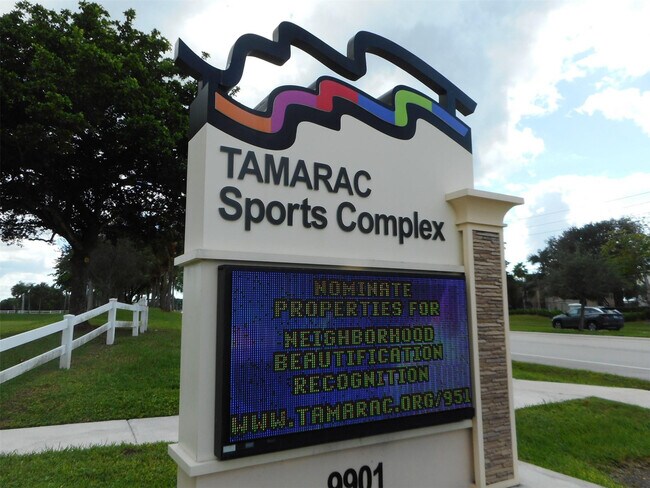 TAMARAC
Sports Complex
NOMINATE
PROPERTIES FOR
NEIGHBORHOOD
BEAUTIFICATION
RECOGNITION
WWW.TAMARAC.ORG/951
9901